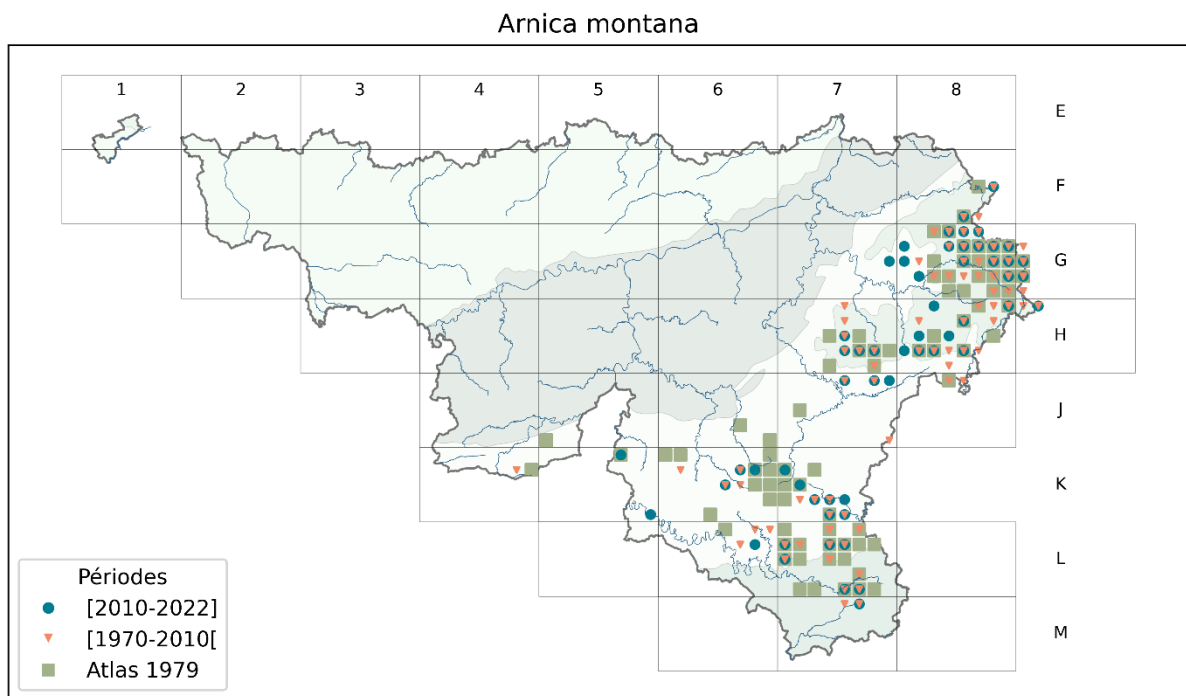 Arnica montana
1 2 3 4 5 6 7 8
E
F
G
H
J
K
L
M
Périodes
[2010-2022]
[1970-2010[
Atlas 1979